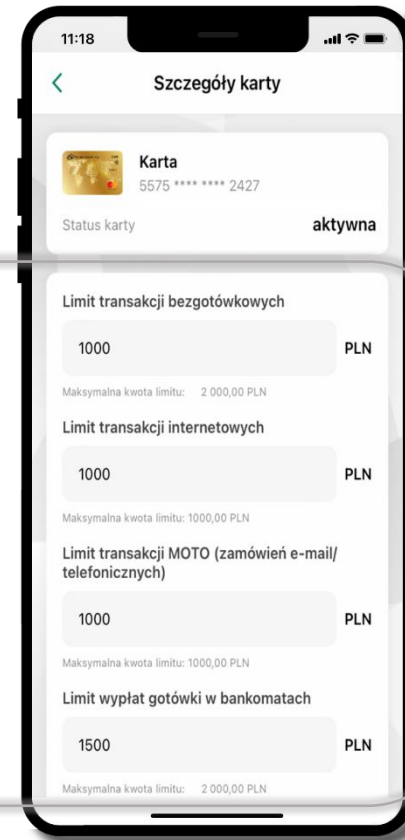 11:18
Szczegóły karty
Karta
5575 **** **** 2427
Status karty aktywna
Limit transakcji bezgotówkowych
1000 PLN
Maksymalna kwota limitu: 2 000,00 PLN
Limit transakcji internetowych
1000 PLN
Maksymalna kwota limitu: 1000,00 PLN
Limit transakcji MOTO (zamówień e-mail/
telefonicznych)
1000 PLN
Maksymalna kwota limitu: 1000,00 PLN
Limit wypłat gotówki w bankomatach
1500 PLN
Maksymalna kwota limitu: 2 000,00 PLN